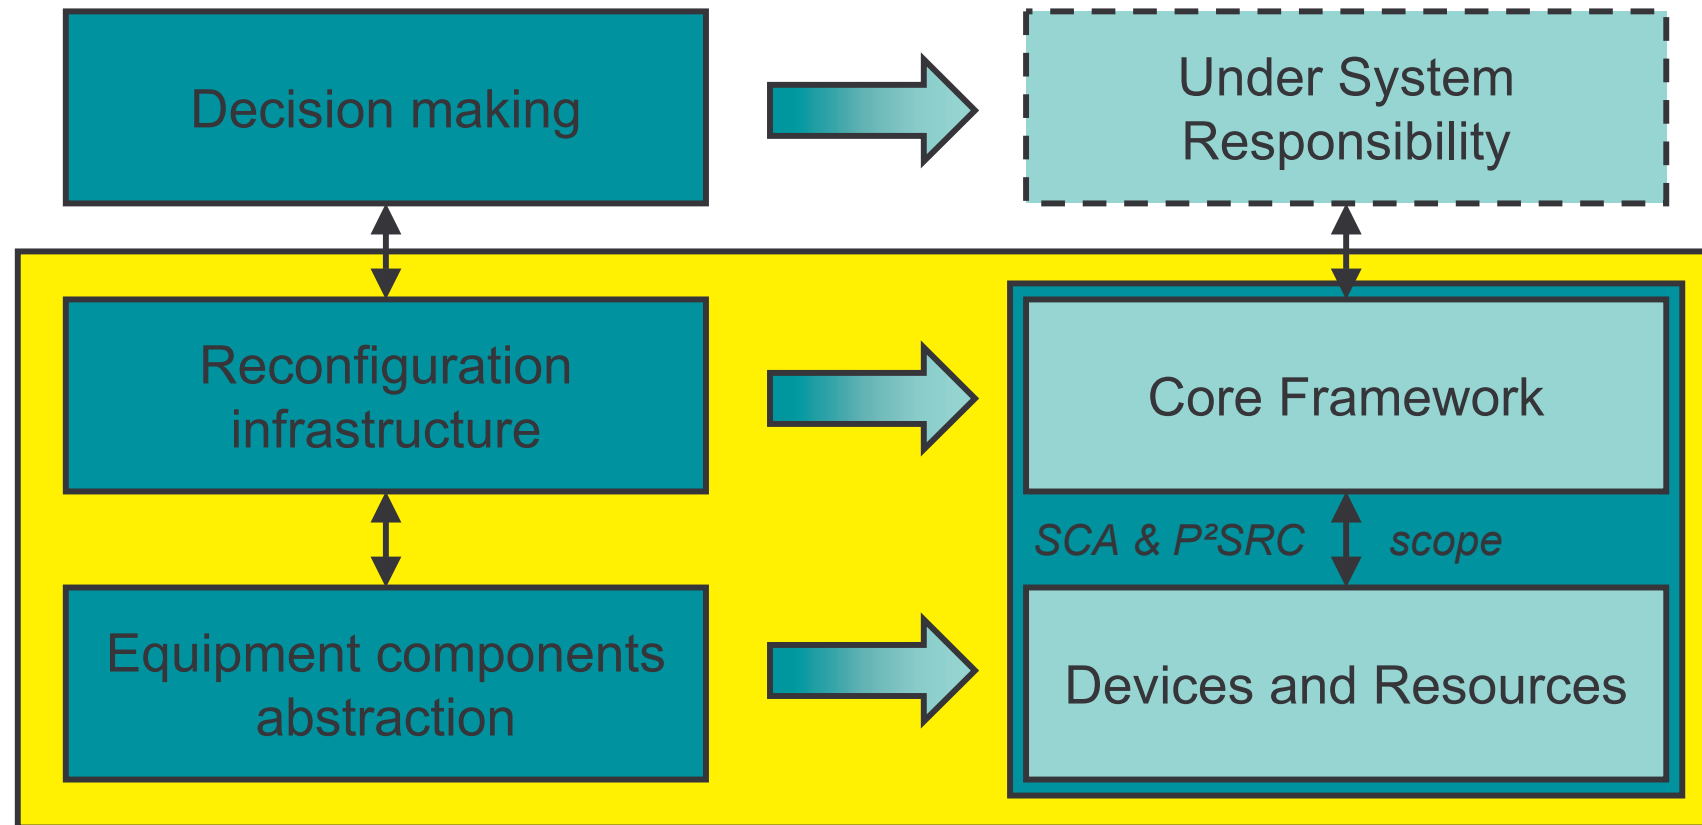 Decision making
Under System
Responsibility
Reconfiguration
infrastructure
Core Framework
SCA & P²SRC scope
Equipment components
abstraction
Devices and Resources